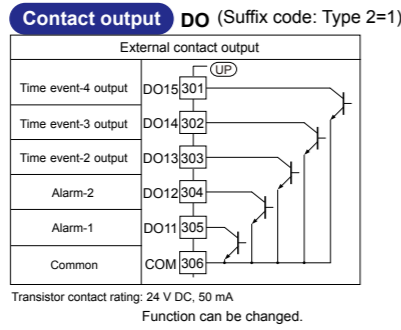 Contact output DO (Suffix code: Type 2=1)
External contact output
UP
Time event-4 output DO15 301
Time event-3 output DO14 302
Time event-2 output DO13 303
Alarm-2 DO12 304
Alarm-1 DO11 305
Common COM 306
Transistor contact rating: 24 V DC, 50 mA
Function can be changed.